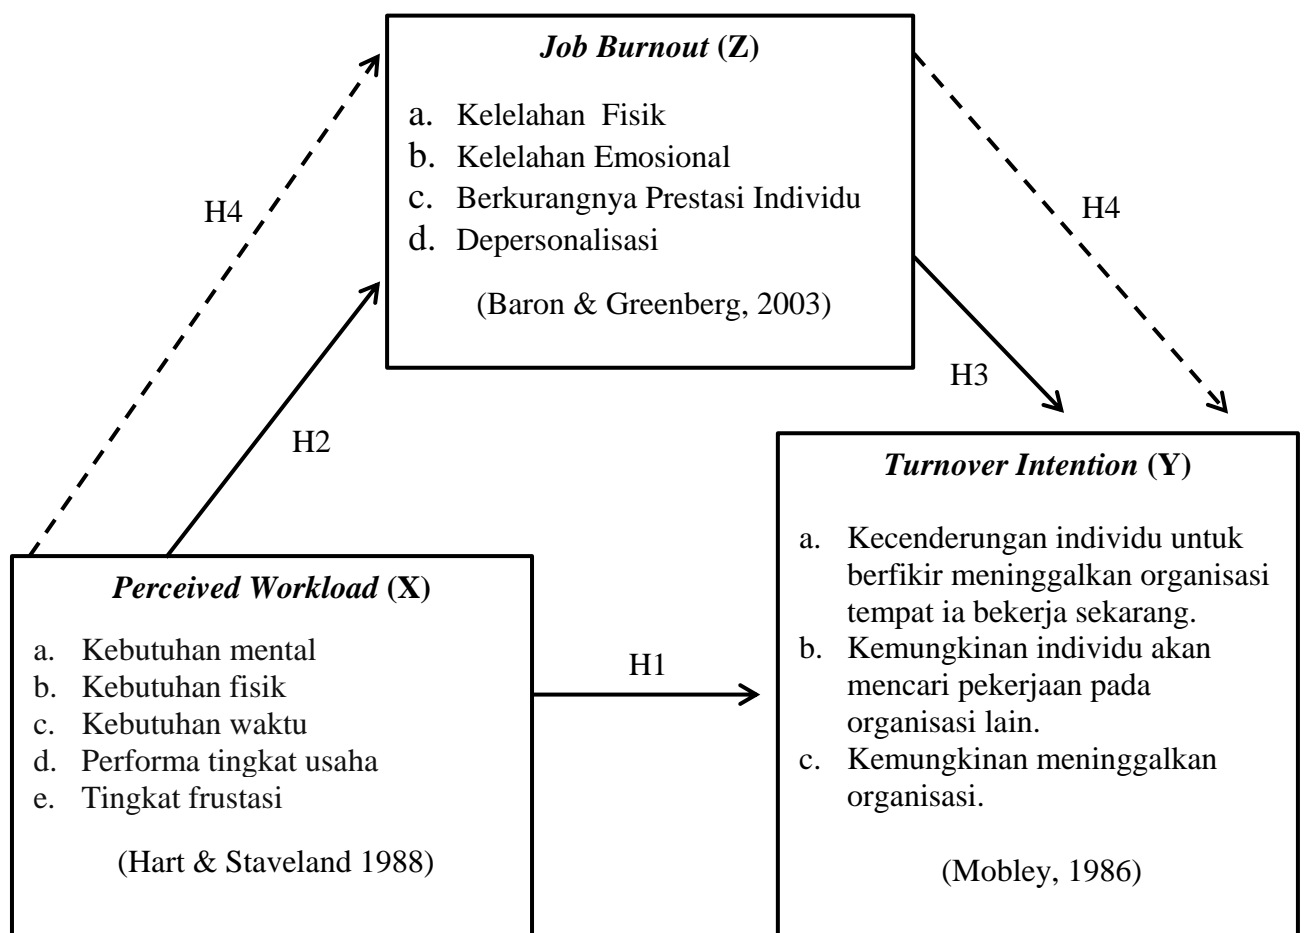 Job Burnout (Z)
a. Kelelahan Fisik
b. Kelelahan Emosional
c. Berkurangnya Prestasi Individu
d. Depersonalisasi
(Baron & Greenberg, 2003)
H4
H4
H2
H3
Perceived Workload (X)
a. Kebutuhan mental
b. Kebutuhan fisik
c. Kebutuhan waktu
d. Performa tingkat usaha
e. Tingkat frustasi
(Hart & Staveland 1988)
H1
Turnover Intention (Y)
a. Kecenderungan individu untuk
berfikir meninggalkan organisasi
tempat ia bekerja sekarang.
b. Kemungkinan individu akan
mencari pekerjaan pada
organisasi lain.
c. Kemungkinan meninggalkan
organisasi.
(Mobley, 1986)